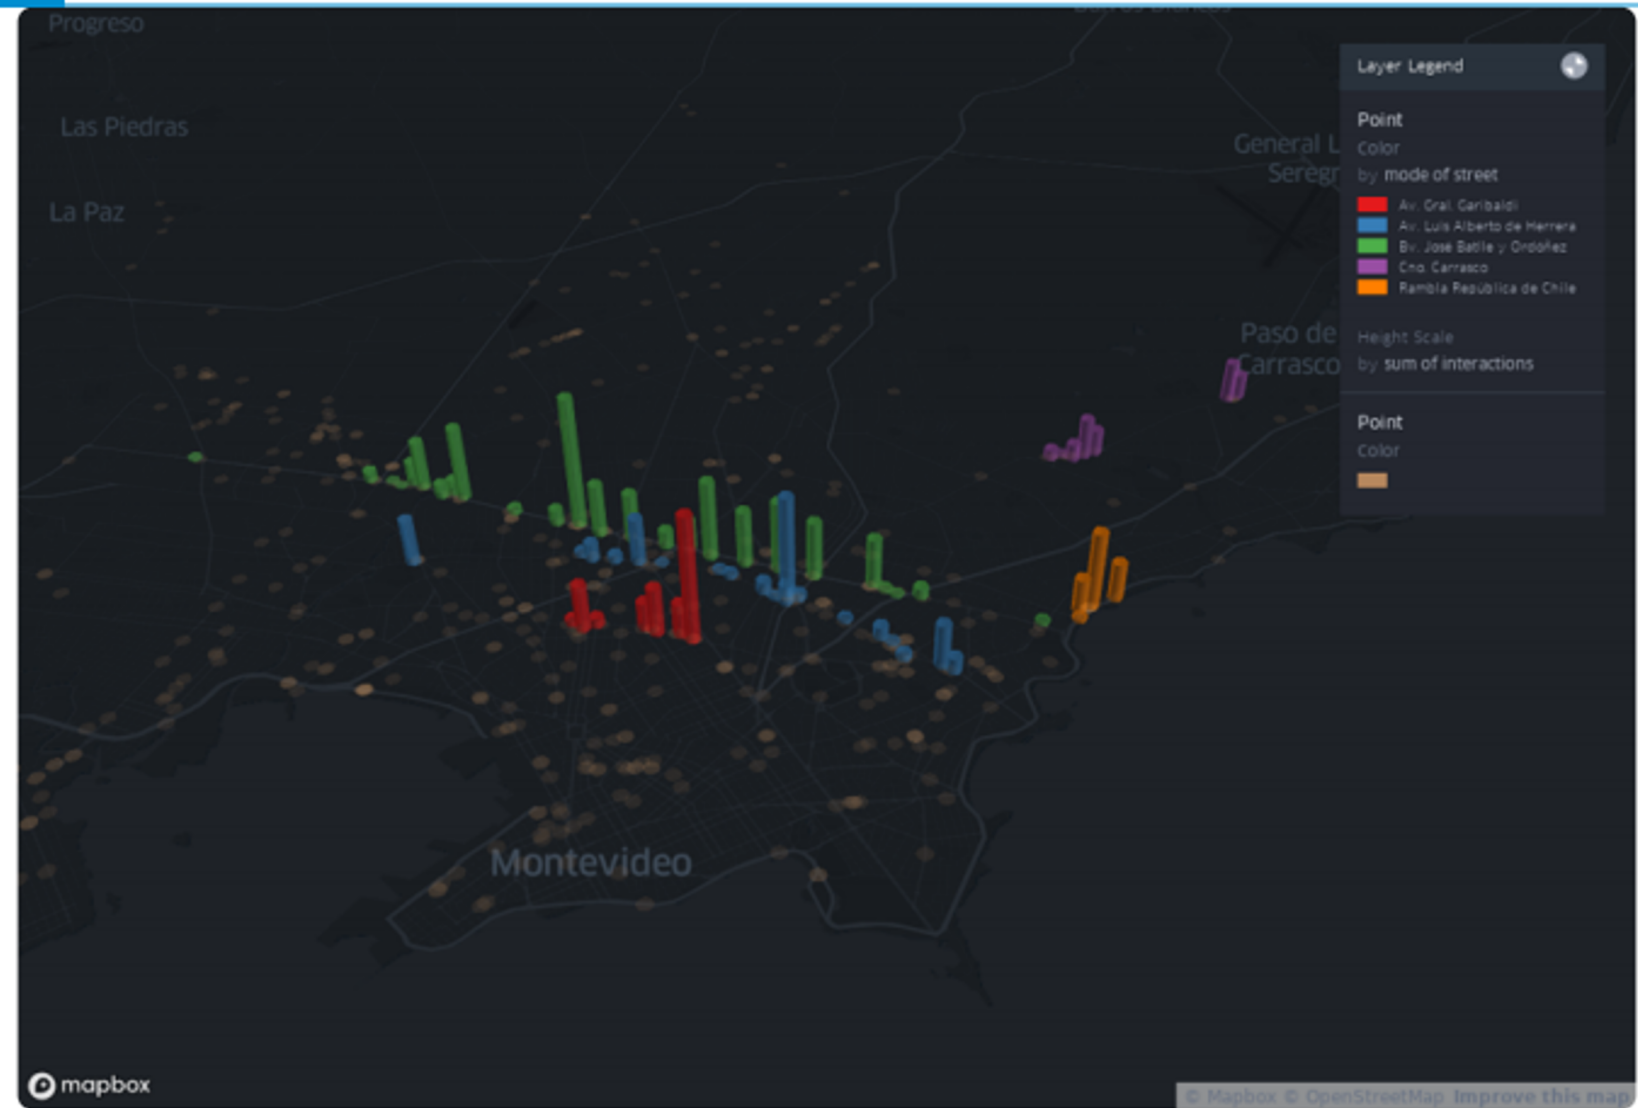 Progreso
Las Piedras
La Paz
General L
Seregr
Paso de
Carrasco
Montevideo
Layer Legend
Point
Color
by mode of street
Av. Gral. Garibaldi
Av. Luis Alberto de Herrera
Bv. José Batlle y Ordóñez
Cno. Carrasco
Rambla República de Chile
Height Scale
by sum of interactions
Point
Color
mapbox
© Mapbox © OpenStreetMap Improve this map